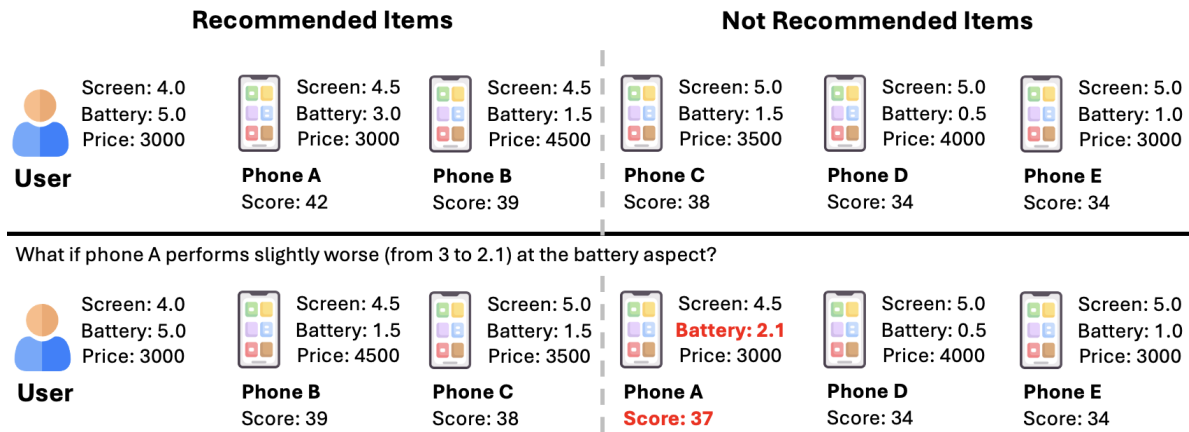 Recommended Items
Not Recommended Items
Screen: 4.0
Battery: 5.0
Price: 3000
User
Screen: 4.5
Battery: 3.0
Price: 3000
Phone A
Score: 42
Screen: 4.5
Battery: 1.5
Price: 4500
Phone B
Score: 39
Screen: 5.0
Battery: 1.5
Price: 3500
Phone C
Score: 38
Screen: 5.0
Battery: 0.5
Price: 4000
Phone D
Score: 34
Screen: 5.0
Battery: 1.0
Price: 3000
Phone E
Score: 34
What if phone A performs slightly worse (from 3 to 2.1) at the battery aspect?
Screen: 4.0
Battery: 5.0
Price: 3000
User
Screen: 4.5
Battery: 1.5
Price: 4500
Phone B
Score: 39
Screen: 5.0
Battery: 1.5
Price: 3500
Phone C
Score: 38
Screen: 4.5
Battery: 2.1
Price: 3000
Phone A
Score: 37
Screen: 5.0
Battery: 0.5
Price: 4000
Phone D
Score: 34
Screen: 5.0
Battery: 1.0
Price: 3000
Phone E
Score: 34